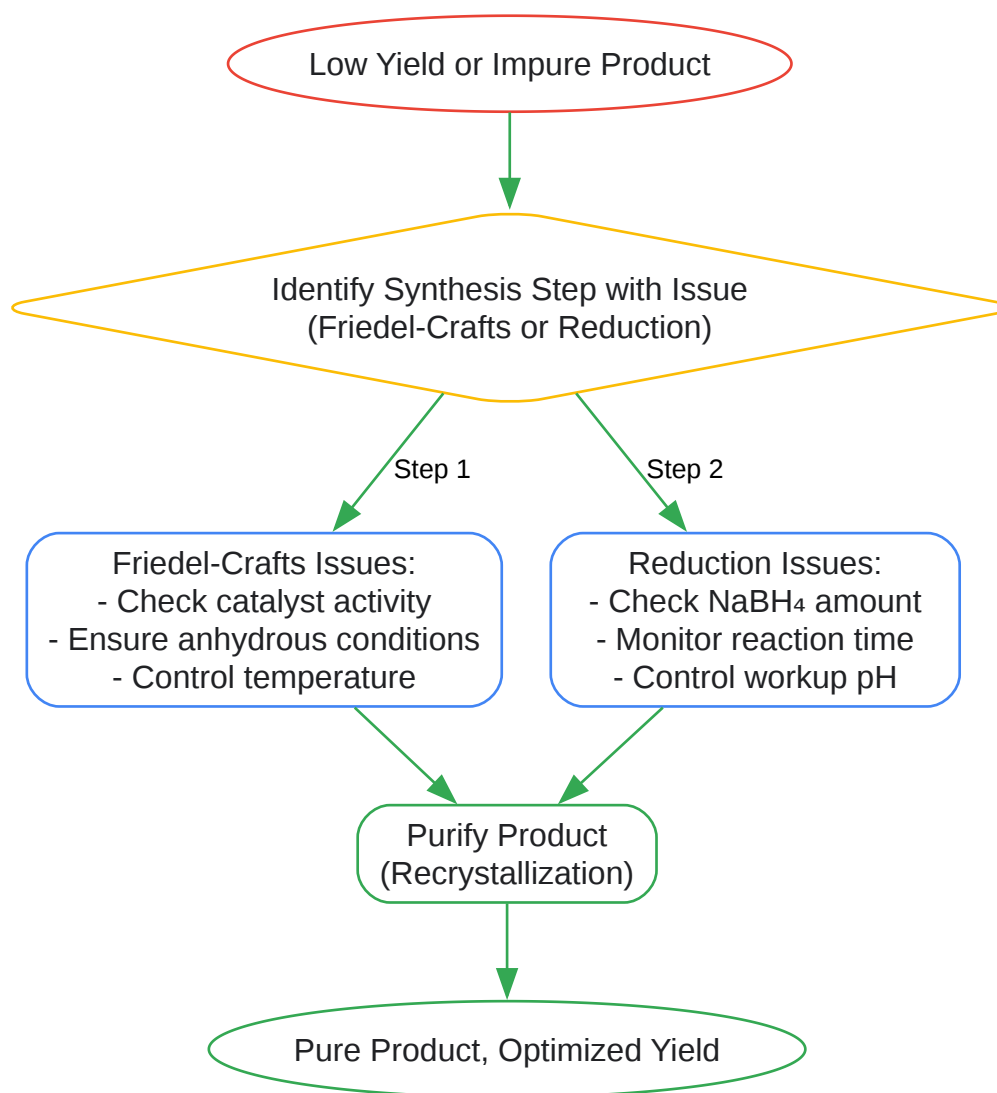 Low Yield or Impure Product
Identify Synthesis Step with Issue
(Friedel-Crafts or Reduction)
Step 1
Step 2
Friedel-Crafts Issues:
- Check catalyst activity
- Ensure anhydrous conditions
- Control temperature
Reduction Issues:
- Check NaBH₄ amount
- Monitor reaction time
- Control workup pH
Purify Product
(Recrystallization)
Pure Product, Optimized Yield